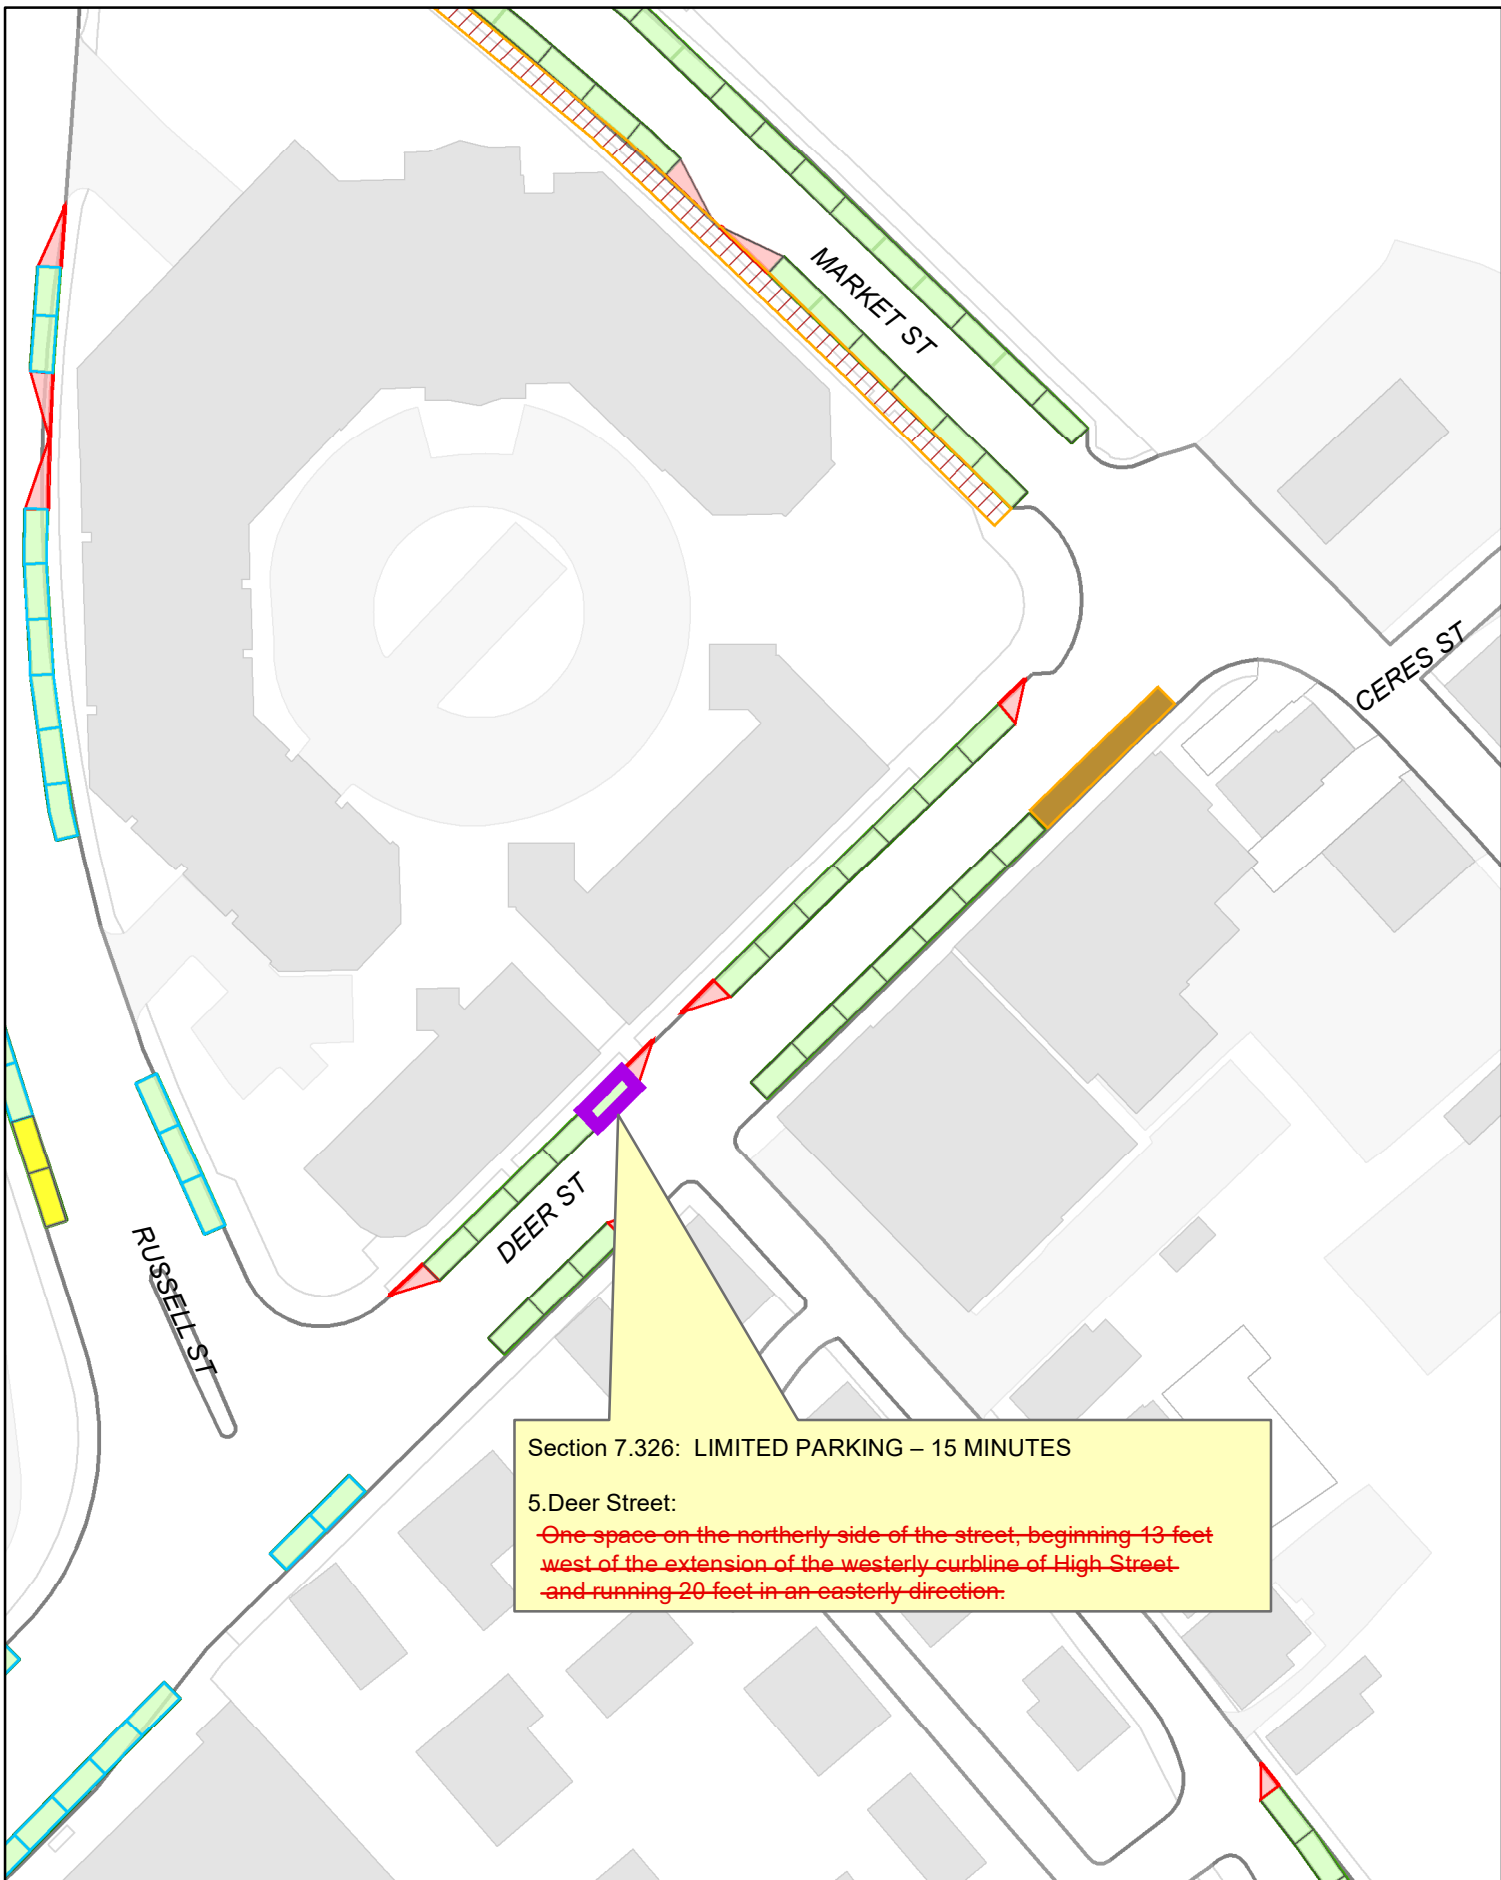 MARKET ST
CERES ST
DEER ST
RUSSELL ST
Section 7.326:  LIMITED PARKING – 15 MINUTES
5.Deer Street:
One space on the northerly side of the street, beginning 13 feet
west of the extension of the westerly curbline of High Street
and running 20 feet in an easterly direction.